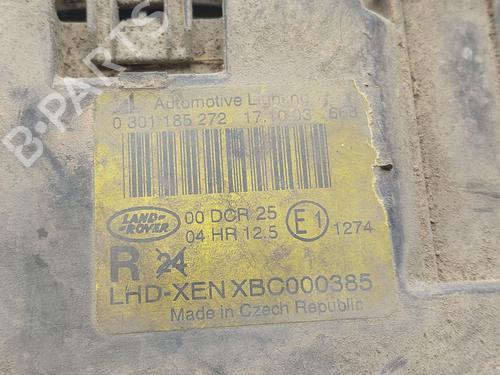 Automotive Lighting
0 301 185 272 17.10.03 668
LAND-
ROVER
00 DCR 25
04 HR 12.5
E1
1274
R 24
LHD-XEN XBC000385
Made in Czech Republic
B-Parts